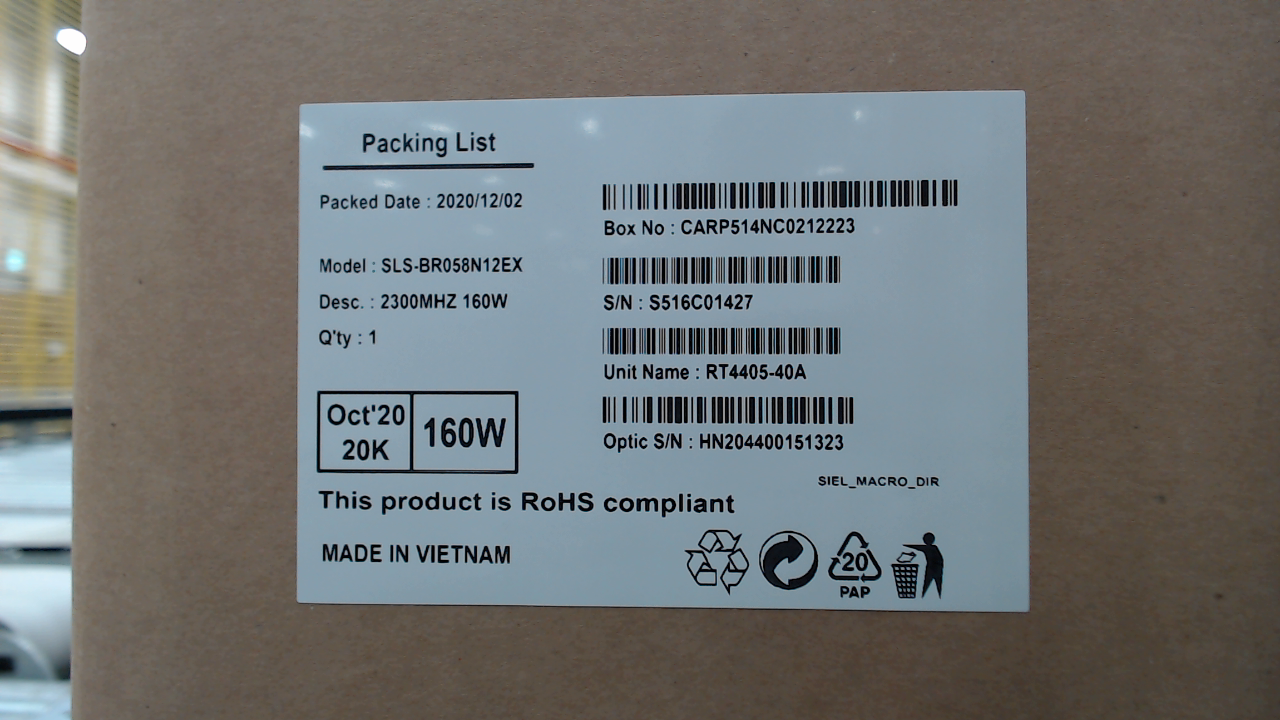 Packing List
Packed Date : 2020/12/02
Box No : CARP514NC0212223
Model : SLS-BR058N12EX
S/N : S516C01427
Desc. : 2300MHZ 160W
Q'ty : 1
Unit Name : RT4405-40A
Optic S/N : HN204400151323
Oct'20
20K
160W
SIEL_MACRO_DIR
This product is RoHS compliant
MADE IN VIETNAM
20
PAP